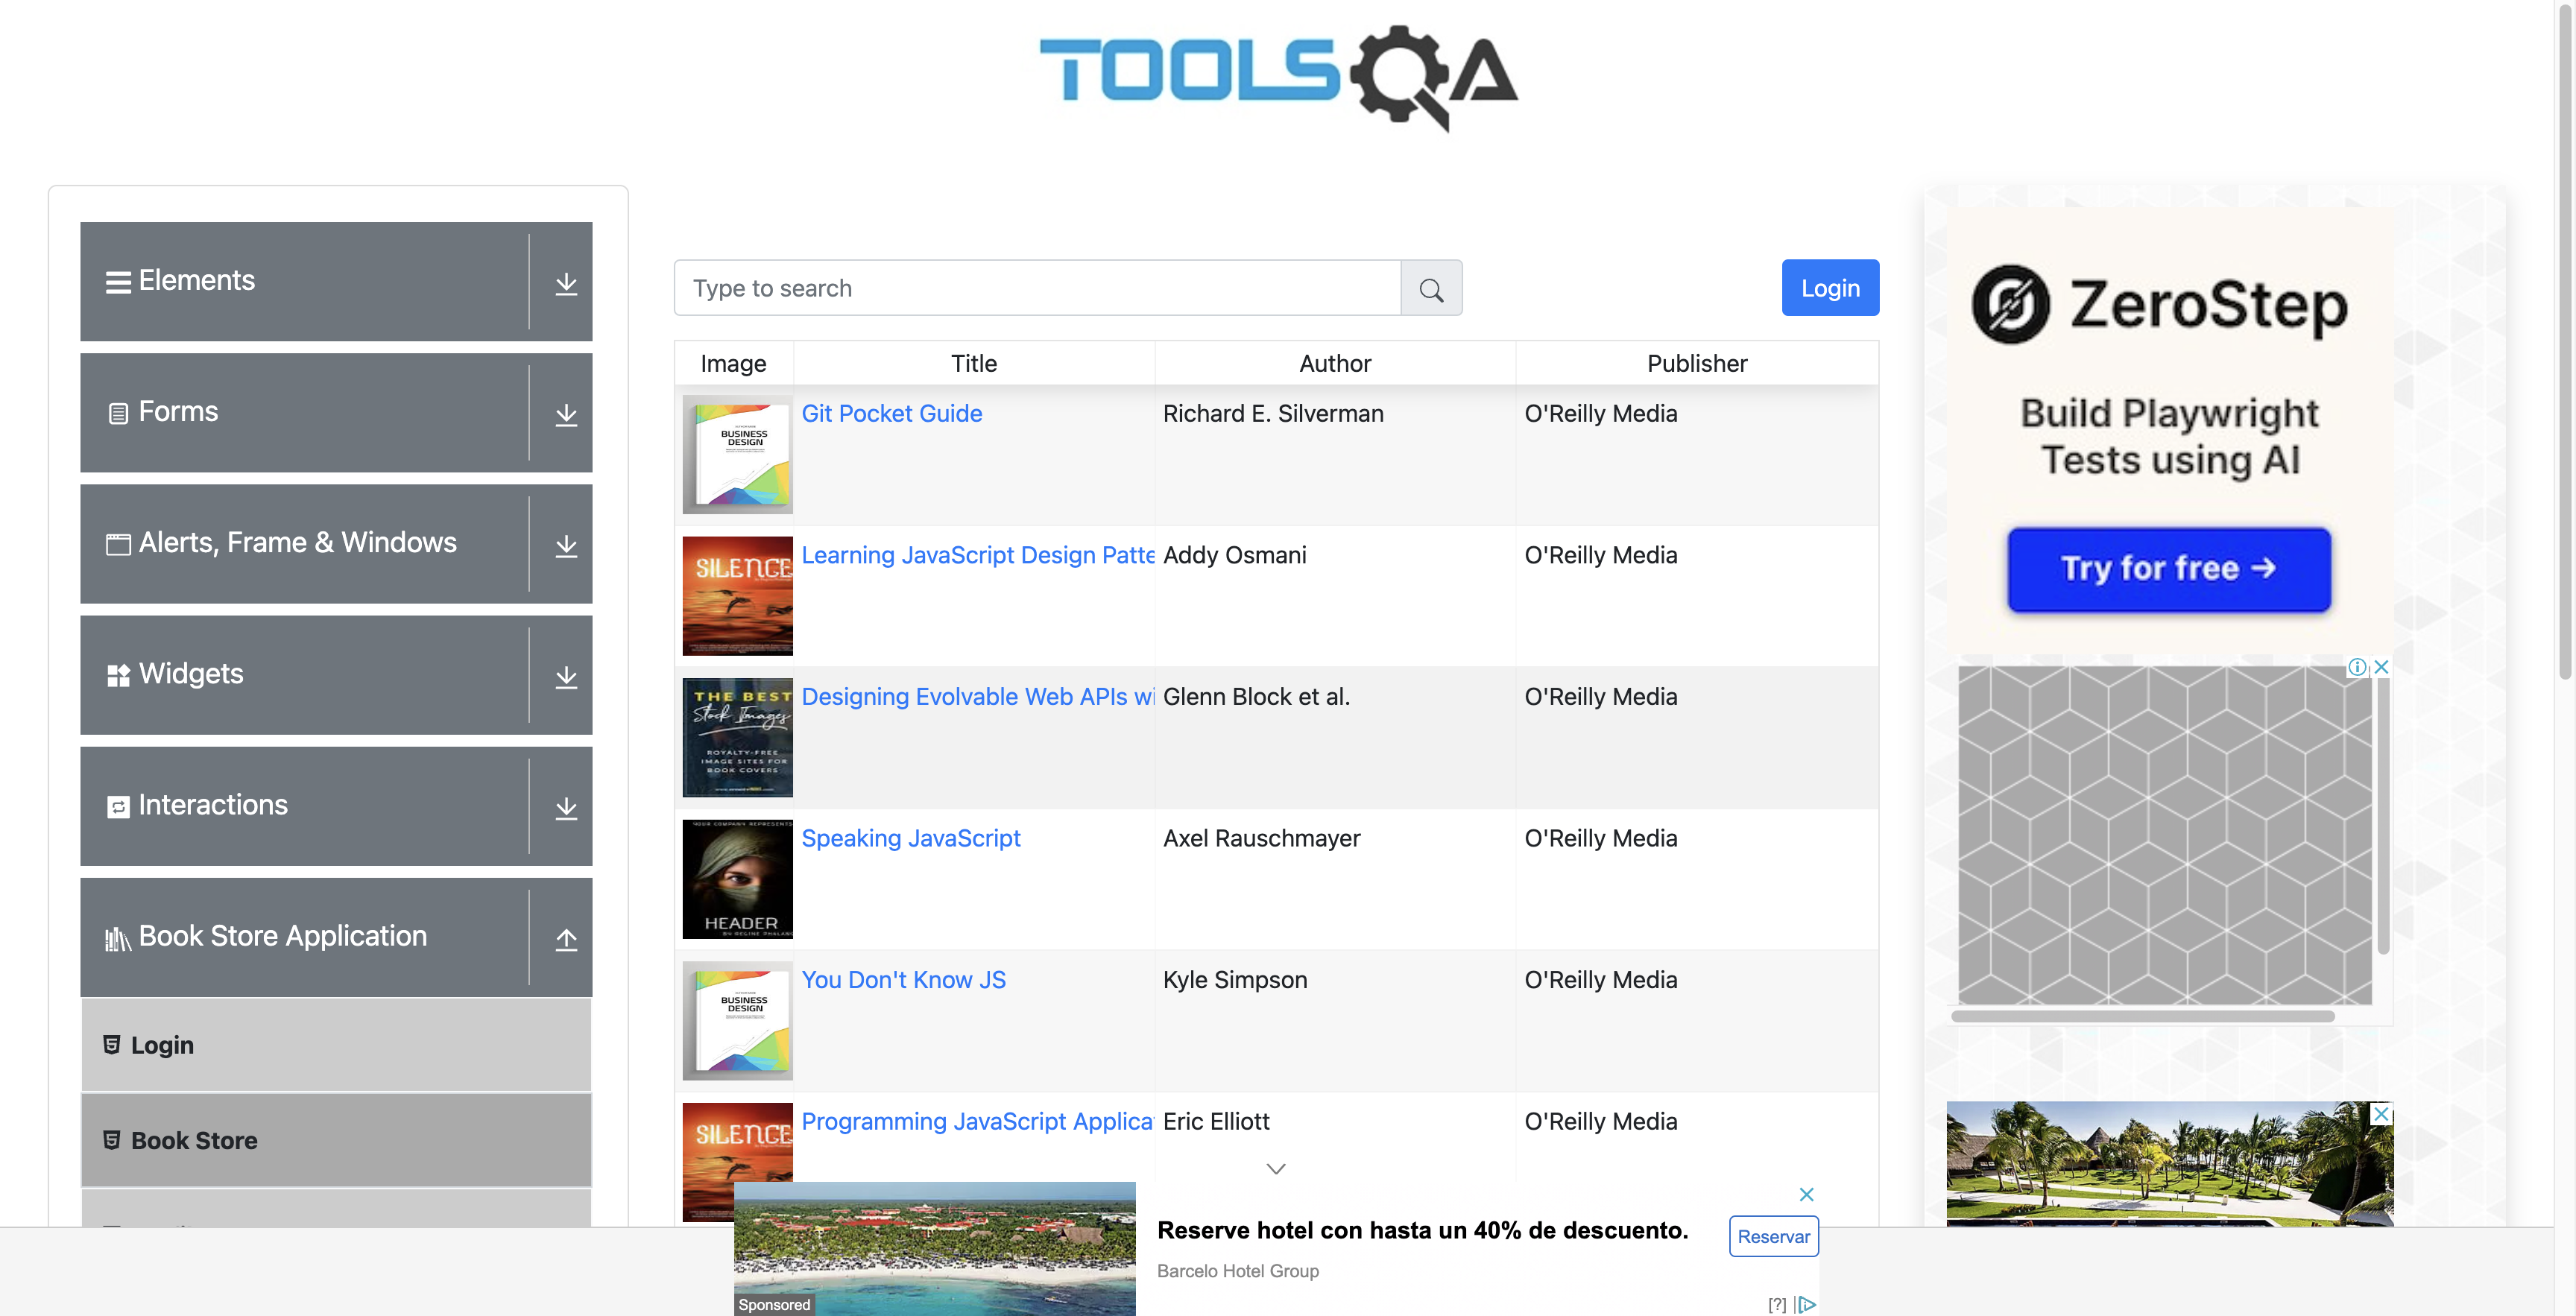 TOOLSQA
Elements
Forms
Alerts, Frame & Windows
Widgets
Interactions
Book Store Application
Login
Book Store
Type to search
Login
Image Title Author Publisher
BUSINESS
DESIGN
Git Pocket Guide Richard E. Silverman O'Reilly Media
SILENCE
Learning JavaScript Design Patte Addy Osmani O'Reilly Media
THE BEST
Stock Images
ROYALTY-FREE
IMAGE SITES FOR
BOOK COVERS
Designing Evolvable Web APIs wi Glenn Block et al. O'Reilly Media
YOUR COMPANY REPRESENTS
HEADER
Speaking JavaScript Axel Rauschmayer O'Reilly Media
BUSINESS
DESIGN
You Don't Know JS Kyle Simpson O'Reilly Media
SILENCE
Programming JavaScript Applica Eric Elliott O'Reilly Media
ZeroStep
Build Playwright
Tests using AI
Try for free →
Reserve hotel con hasta un 40% de descuento.
Barcelo Hotel Group
Reservar
Sponsored
[?]